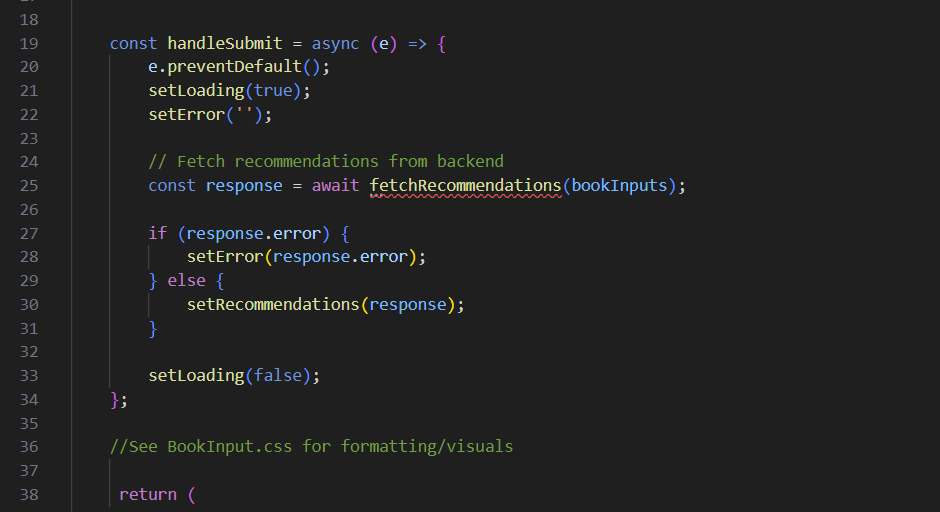 18
19 const handleSubmit = async (e) => {
20 e.preventDefault();
21 setLoading(true);
22 setError('');
23
24 // Fetch recommendations from backend
25 const response = await fetchRecommendations(bookInputs);
26
27 if (response.error) {
28 setError(response.error);
29 } else {
30 setRecommendations(response);
31 }
32
33 setLoading(false);
34 };
35
36 //See BookInput.css for formatting/visuals
37
38 return (